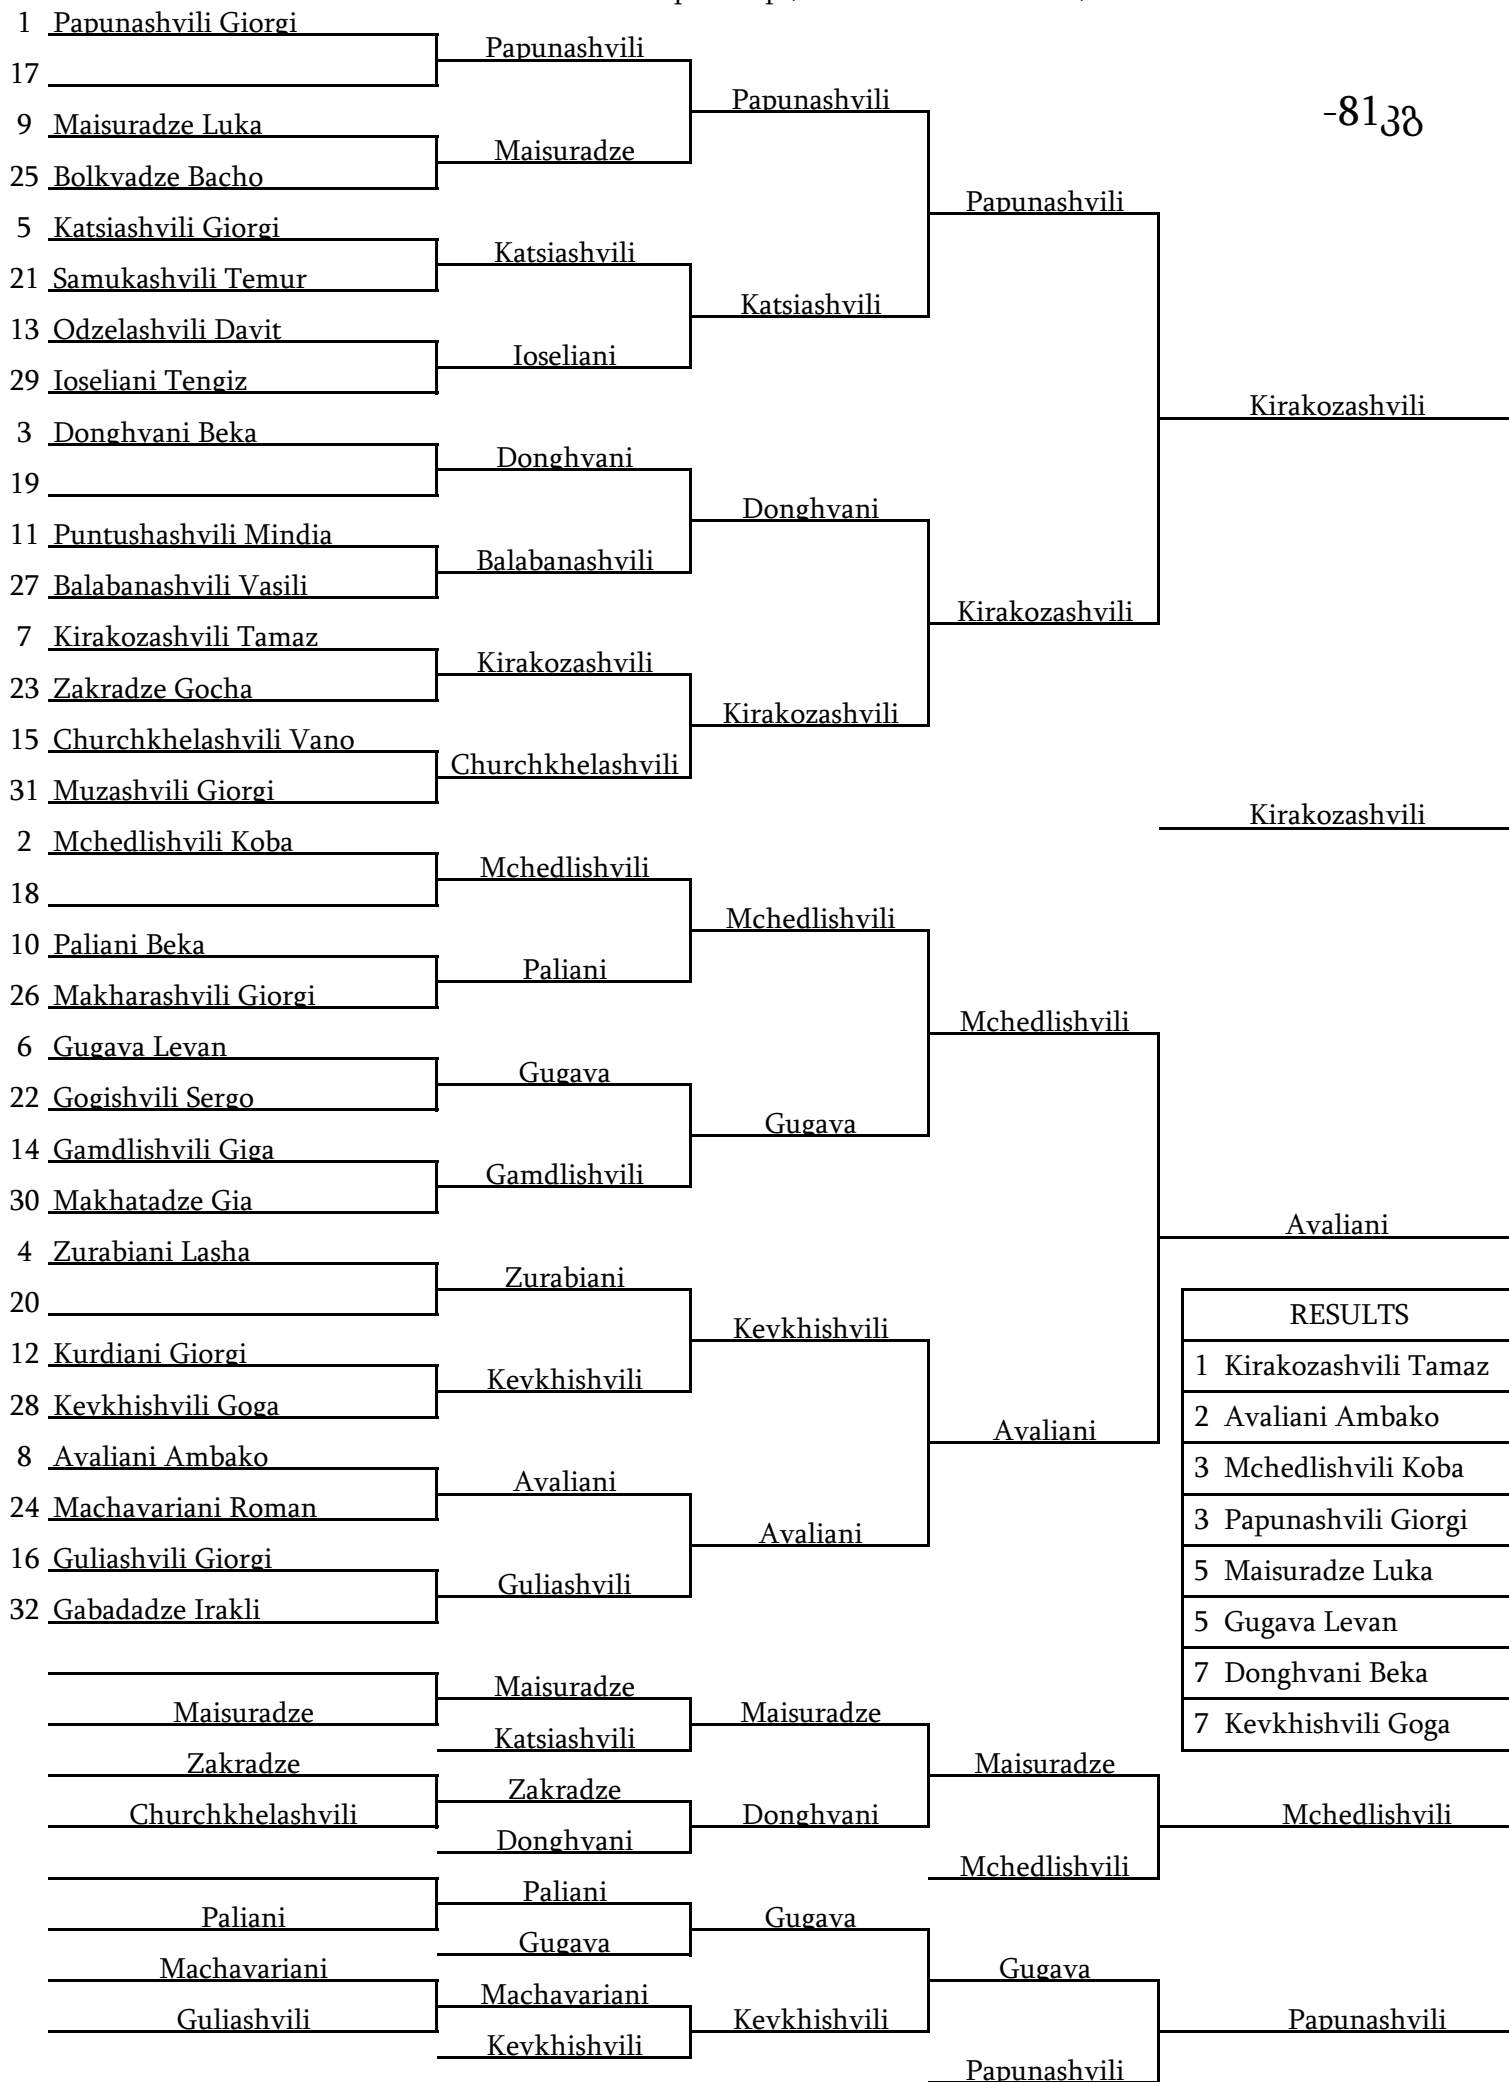 1 Papunashvili Giorgi
17
9 Maisuradze Luka
25 Bolkvadze Bacho
5 Katsiashvili Giorgi
21 Samukashvili Temur
13 Odzelashvili Davit
29 Ioseliani Tengiz
3 Donghvani Beka
19
11 Puntushashvili Mindia
27 Balabanashvili Vasili
7 Kirakozashvili Tamaz
23 Zakradze Gocha
15 Churchkhelashvili Vano
31 Muzashvili Giorgi
2 Mchedlishvili Koba
18
10 Paliani Beka
26 Makharashvili Giorgi
6 Gugava Levan
22 Gogishvili Sergo
14 Gamdlishvili Giga
30 Makhatadze Gia
4 Zurabiani Lasha
20
12 Kurdiani Giorgi
28 Kevkhishvili Goga
8 Avaliani Ambako
24 Machavariani Roman
16 Guliashvili Giorgi
32 Gabadadze Irakli
Papunashvili
Maisuradze
Katsiashvili
Ioseliani
Donghvani
Balabanashvili
Kirakozashvili
Churchkhelashvili
Mchedlishvili
Paliani
Gugava
Gamdlishvili
Zurabiani
Kevkhishvili
Avaliani
Guliashvili
Papunashvili
Katsiashvili
Donghvani
Kirakozashvili
Mchedlishvili
Gugava
Kevkhishvili
Avaliani
Papunashvili
Kirakozashvili
Mchedlishvili
Avaliani
-81კგ
Kirakozashvili
Kirakozashvili
Avaliani
RESULTS
1 Kirakozashvili Tamaz
2 Avaliani Ambako
3 Mchedlishvili Koba
3 Papunashvili Giorgi
5 Maisuradze Luka
5 Gugava Levan
7 Donghvani Beka
7 Kevkhishvili Goga
Maisuradze
Zakradze
Churchkhelashvili
Paliani
Machavariani
Guliashvili
Maisuradze
Katsiashvili
Zakradze
Donghvani
Paliani
Gugava
Machavariani
Kevkhishvili
Maisuradze
Donghvani
Gugava
Kevkhishvili
Maisuradze
Mchedlishvili
Gugava
Papunashvili
Mchedlishvili
Papunashvili